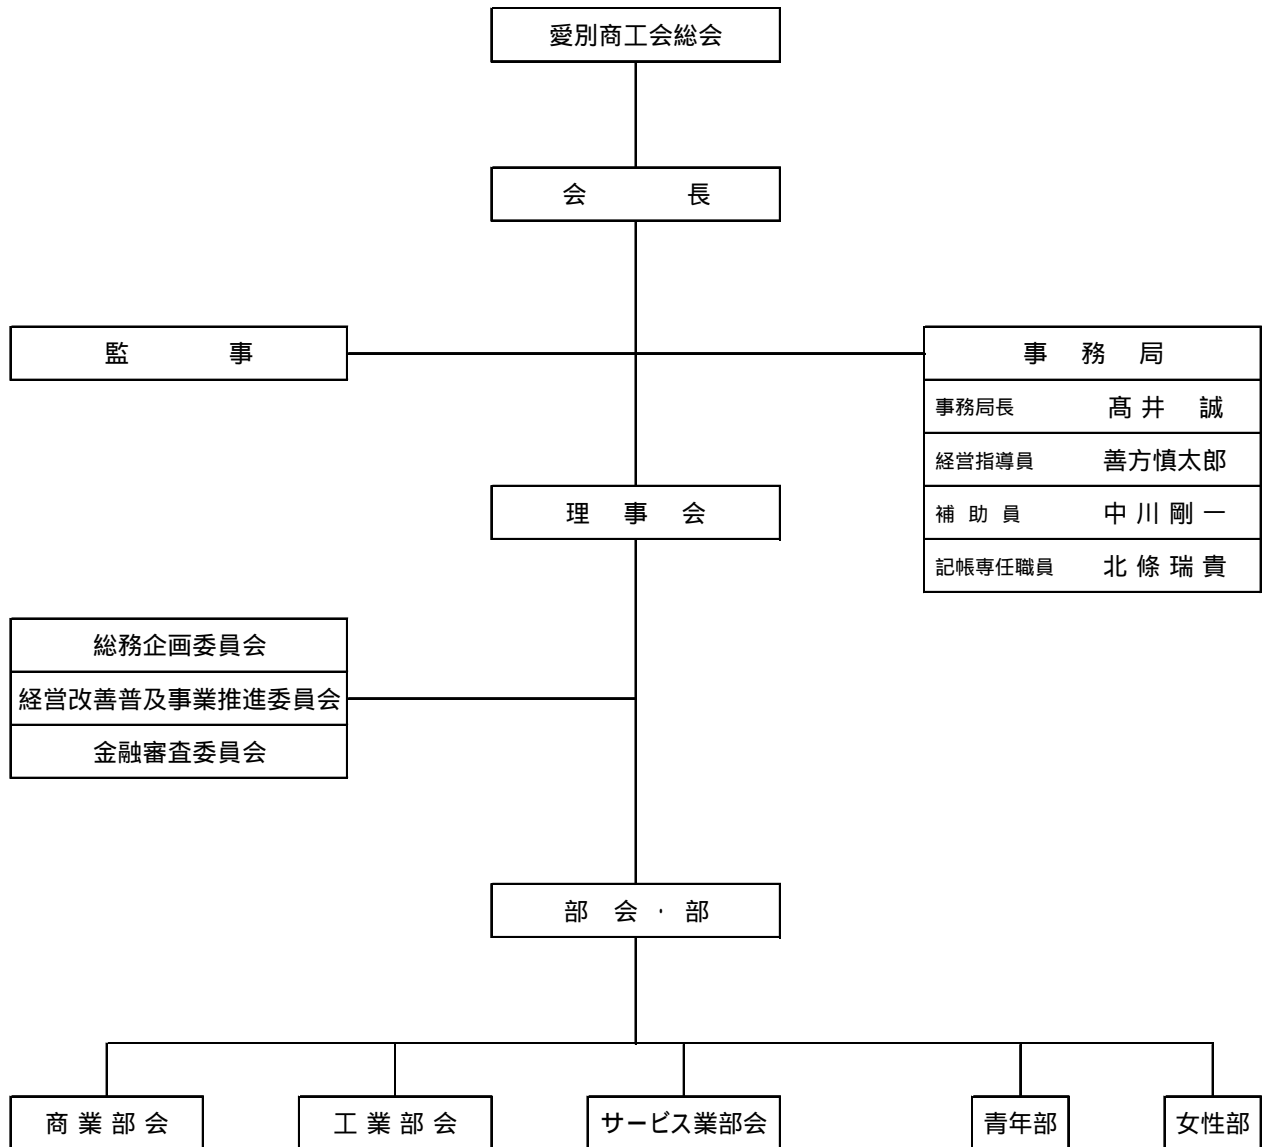 愛別商工会総会
会長
監事
事務局
事務局長 髙井 誠
経営指導員 善方慎太郎
補助員 中川剛一
記帳専任職員 北條瑞貴
理事会
総務企画委員会
経営改善普及事業推進委員会
金融審査委員会
部会・部
商業部会 工業部会 サービス業部会 青年部 女性部